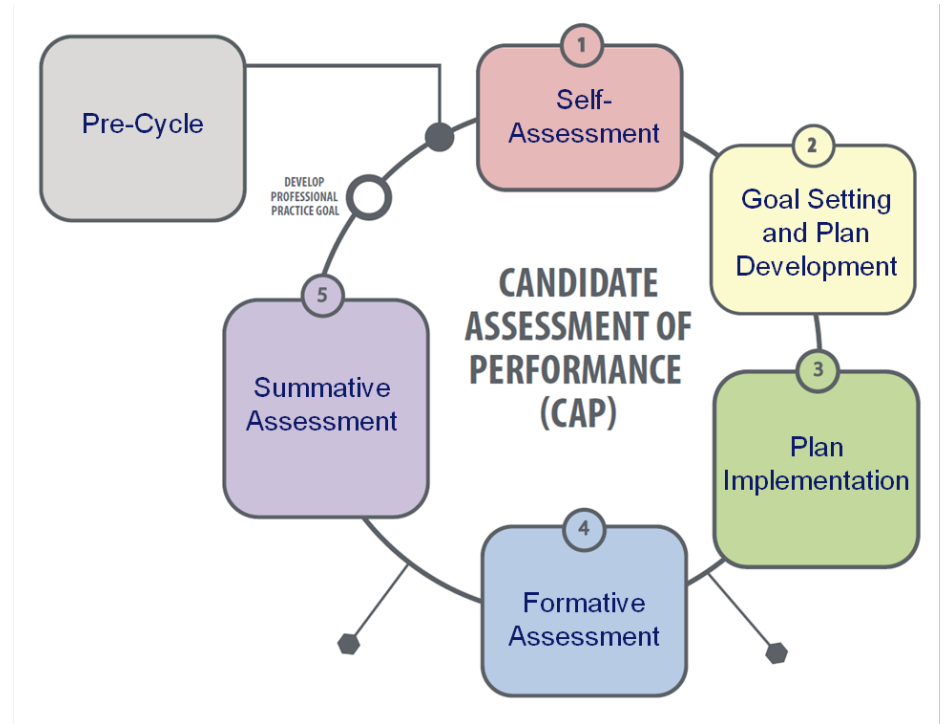 Pre-Cycle
1
Self-
Assessment
2
Goal Setting
and Plan
Development
3
Plan
Implementation
4
Formative
Assessment
5
Summative
Assessment
DEVELOP
PROFESSIONAL
PRACTICE GOAL
CANDIDATE
ASSESSMENT OF
PERFORMANCE
(CAP)